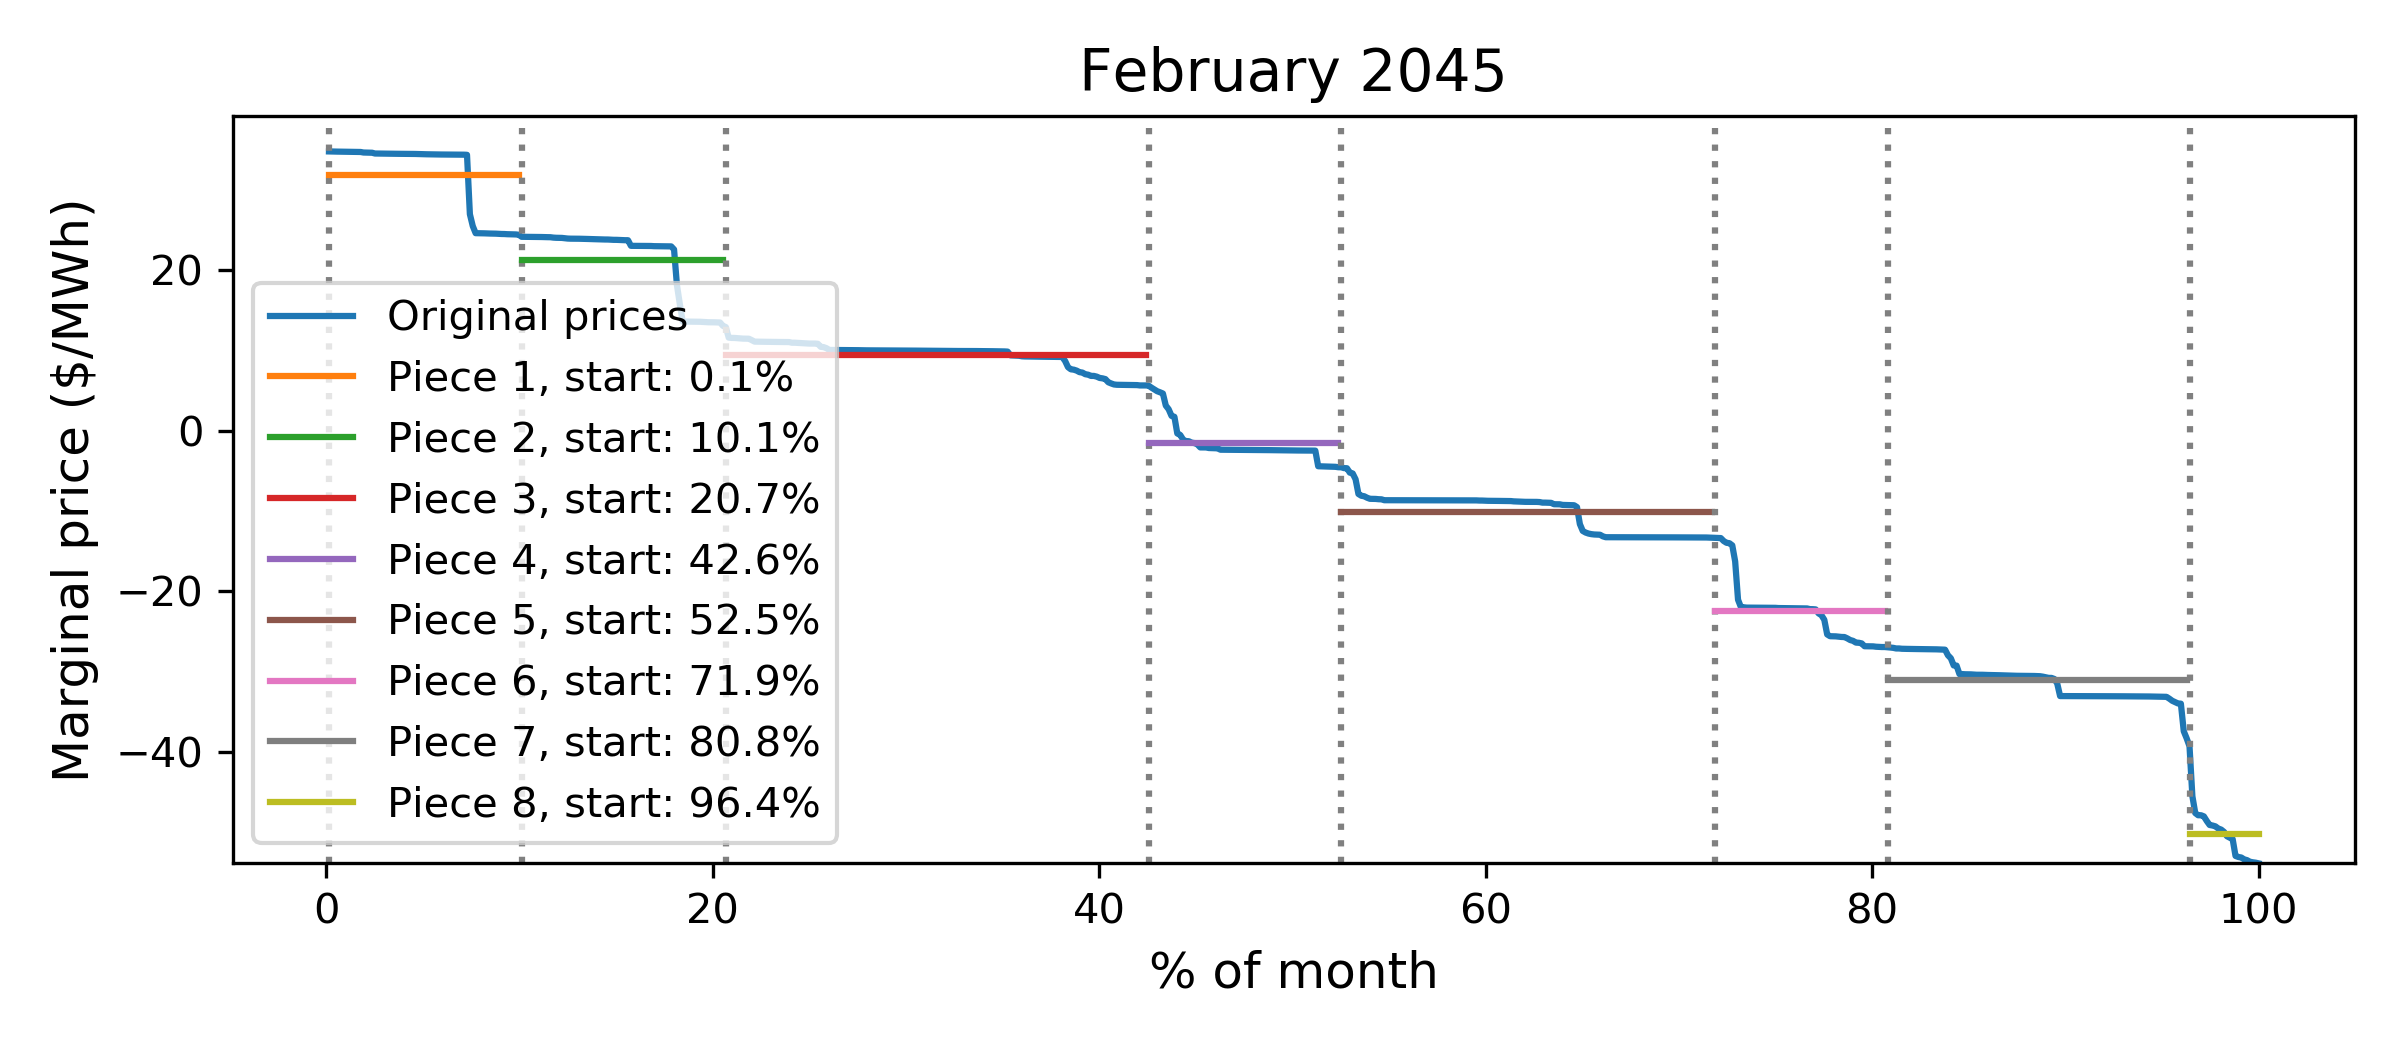 February 2045
Marginal price ($/MWh)
20
0
−20
−40
Original prices
Piece 1, start: 0.1%
Piece 2, start: 10.1%
Piece 3, start: 20.7%
Piece 4, start: 42.6%
Piece 5, start: 52.5%
Piece 6, start: 71.9%
Piece 7, start: 80.8%
Piece 8, start: 96.4%
0 20 40 60 80 100
% of month